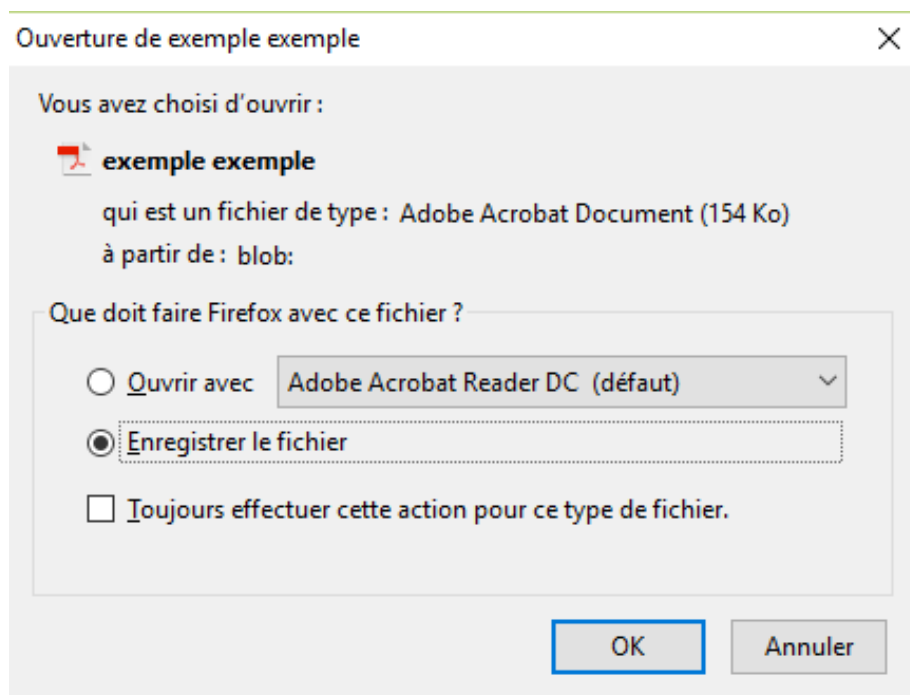 Ouverture de exemple exemple
Vous avez choisi d'ouvrir :
exemple exemple
qui est un fichier de type : Adobe Acrobat Document (154 Ko)
à partir de : blob:
Que doit faire Firefox avec ce fichier ?
Ouvrir avec Adobe Acrobat Reader DC (défaut)
Enregistrer le fichier
Toujours effectuer cette action pour ce type de fichier.
OK Annuler